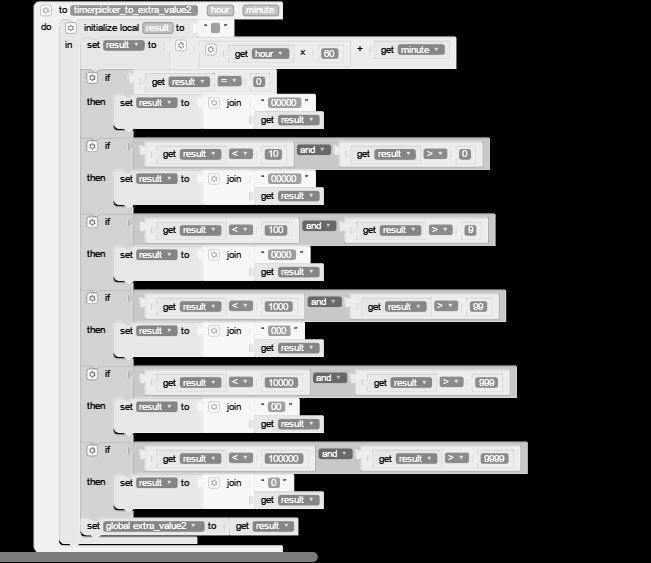 to timerpicker_to_extra_value2 hour minute
do initialize local result to " "
in set result to get hour × 60 + get minute
if get result = 0
then set result to join " 00000 "
get result
if get result < 10 and get result > 0
then set result to join " 00000 "
get result
if get result < 100 and get result > 9
then set result to join " 0000 "
get result
if get result < 1000 and get result > 99
then set result to join " 000 "
get result
if get result < 10000 and get result > 999
then set result to join " 00 "
get result
if get result < 100000 and get result > 9999
then set result to join " 0 "
get result
set global extra_value2 to get result